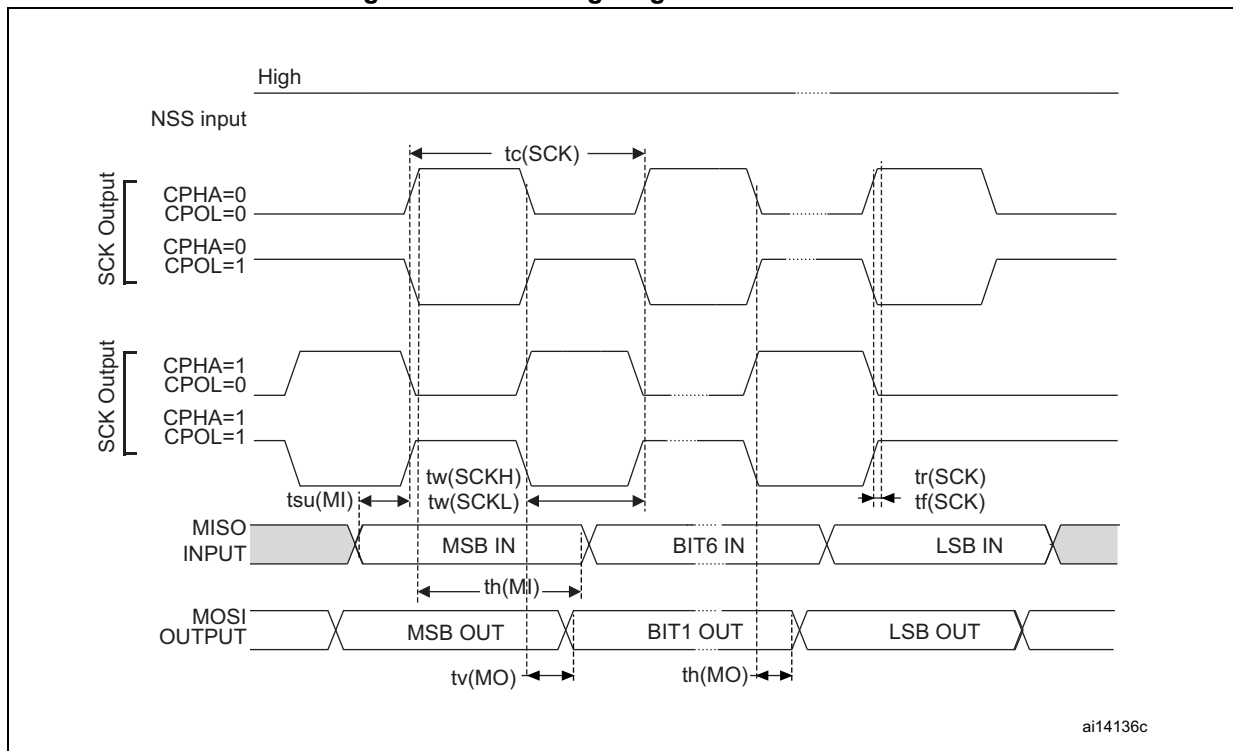 High
NSS input
tc(SCK)
SCK Output
CPHA=0
CPOL=0
CPHA=0
CPOL=1
SCK Output
CPHA=1
CPOL=0
CPHA=1
CPOL=1
tw(SCKH)
tr(SCK)
tsu(MI)
tw(SCKL)
tf(SCK)
MISO
INPUT
MSB IN
BIT6 IN
LSB IN
th(MI)
MOSI
OUTPUT
MSB OUT
BIT1 OUT
LSB OUT
tv(MO)
th(MO)
ai14136c